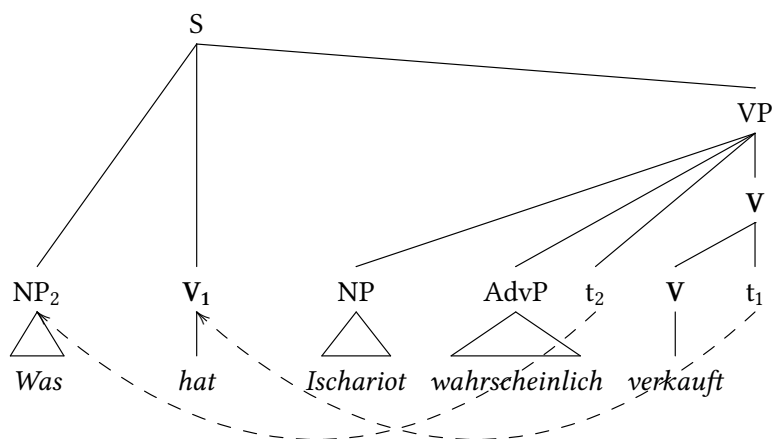 S
VP
V
NP₂ V₁ NP AdvP t₂ V t₁
Was hat Ischariot wahrscheinlich verkauft